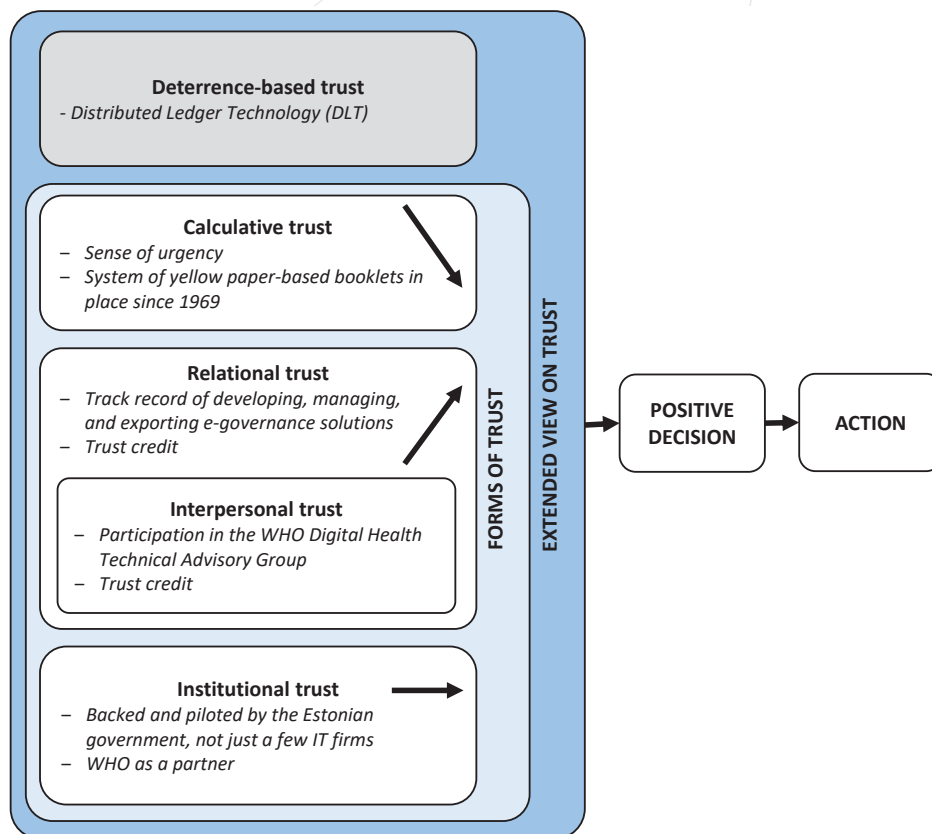 Deterrence-based trust
- Distributed Ledger Technology (DLT)
Calculative trust
– Sense of urgency
– System of yellow paper-based booklets in
place since 1969
Relational trust
– Track record of developing, managing,
and exporting e-governance solutions
– Trust credit
Interpersonal trust
– Participation in the WHO Digital Health
Technical Advisory Group
– Trust credit
Institutional trust
– Backed and piloted by the Estonian
government, not just a few IT firms
– WHO as a partner
FORMS OF TRUST
EXTENDED VIEW ON TRUST
POSITIVE
DECISION
ACTION